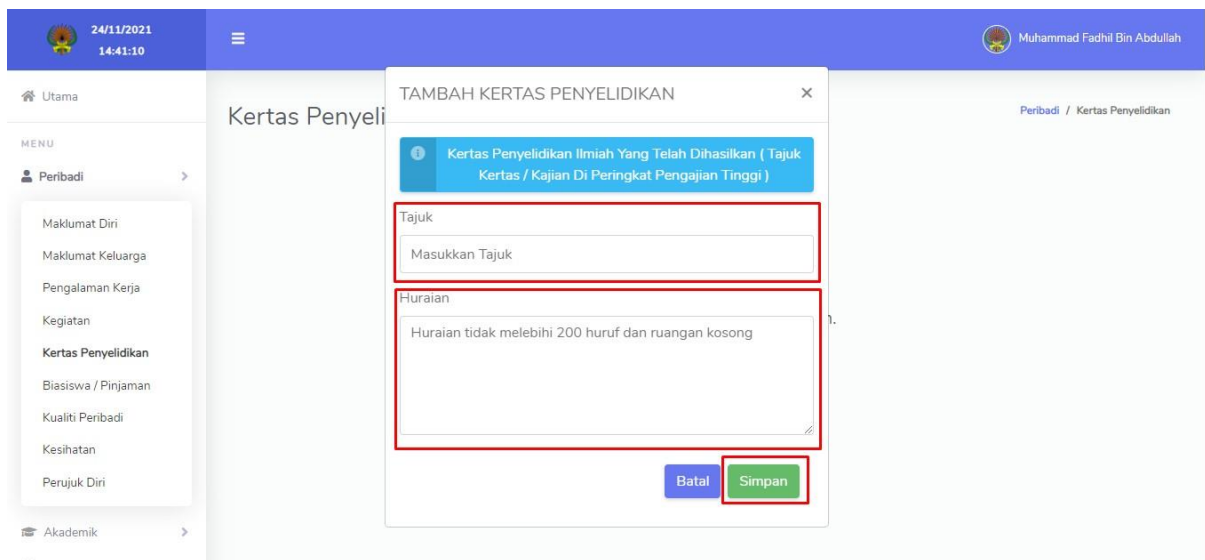 24/11/2021
14:41:10
Muhammad Fadhil Bin Abdullah
Utama
MENU
Peribadi
Maklumat Diri
Maklumat Keluarga
Pengalaman Kerja
Kegiatan
Kertas Penyelidikan
Biasiswa / Pinjaman
Kualiti Peribadi
Kesihatan
Perujuk Diri
Akademik
Kertas Penyeli
Peribadi / Kertas Penyelidikan
TAMBAH KERTAS PENYELIDIKAN ×
Kertas Penyelidikan Ilmiah Yang Telah Dihasilkan ( Tajuk
Kertas / Kajian Di Peringkat Pengajian Tinggi )
Tajuk
Masukkan Tajuk
Huraian
Huraian tidak melebihi 200 huruf dan ruangan kosong
n.
Batal
Simpan